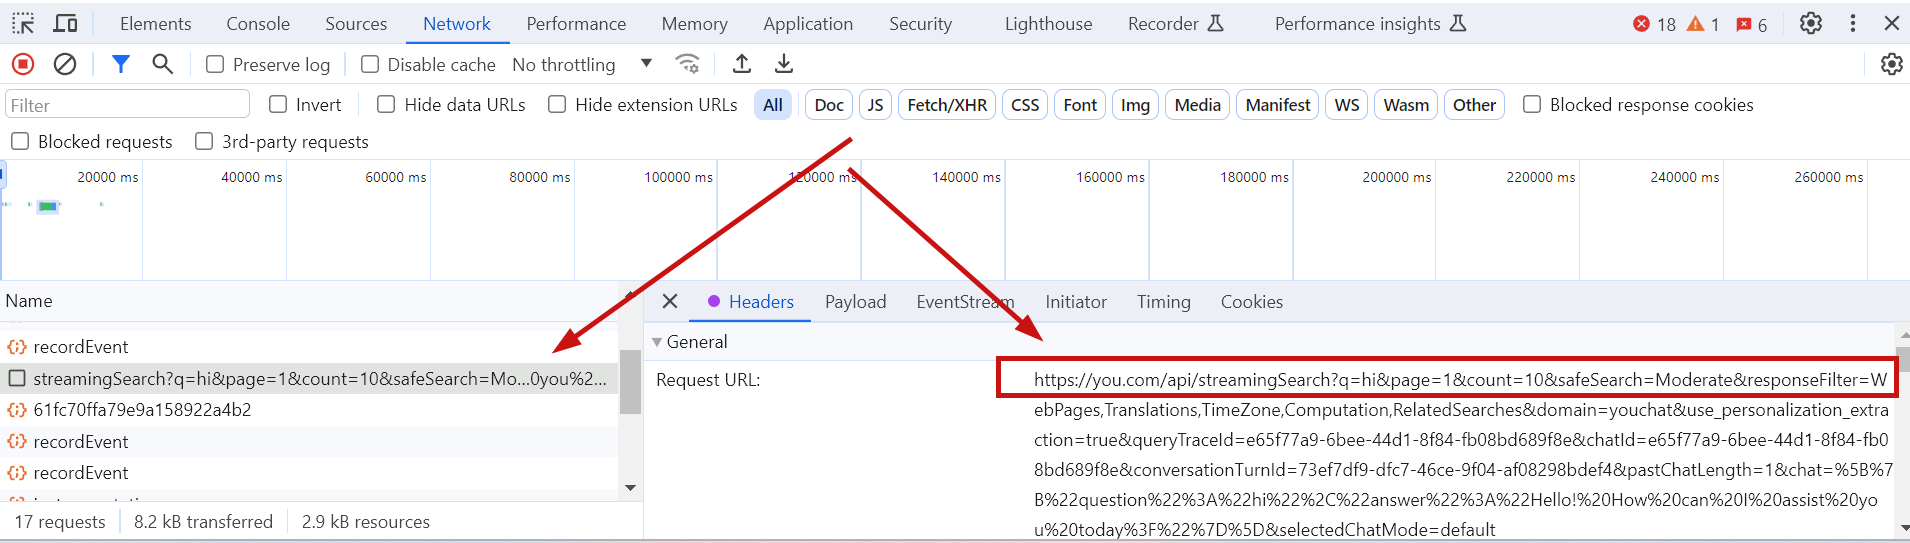 Elements Console Sources Network Performance Memory Application Security Lighthouse Recorder Performance insights 18 1 6
Preserve log Disable cache No throttling
Filter Invert Hide data URLs Hide extension URLs All Doc JS Fetch/XHR CSS Font Img Media Manifest WS Wasm Other Blocked response cookies
Blocked requests 3rd-party requests
20000 ms 40000 ms 60000 ms 80000 ms 100000 ms 120000 ms 140000 ms 160000 ms 180000 ms 200000 ms 220000 ms 240000 ms 260000 ms
Name
recordEvent
streamingSearch?q=hi&page=1&count=10&safeSearch=Mo...0you%2...
61fc70ffa79e9a158922a4b2
recordEvent
recordEvent
17 requests 8.2 kB transferred 2.9 kB resources
Headers Payload EventStream Initiator Timing Cookies
General
Request URL:
https://you.com/api/streamingSearch?q=hi&page=1&count=10&safeSearch=Moderate&responseFilter=W
ebPages,Translations,TimeZone,Computation,RelatedSearches&domain=youchat&use_personalization_extra
ction=true&queryTraceId=e65f77a9-6bee-44d1-8f84-fb08bd689f8e&chatId=e65f77a9-6bee-44d1-8f84-fb0
8bd689f8e&conversationTurnId=73ef7df9-dfc7-46ce-9f04-af08298bdef4&pastChatLength=1&chat=%5B%7
B%22question%22%3A%22hi%22%2C%22answer%22%3A%22Hello!%20How%20can%20I%20assist%20yo
u%20today%3F%22%7D%5D&selectedChatMode=default